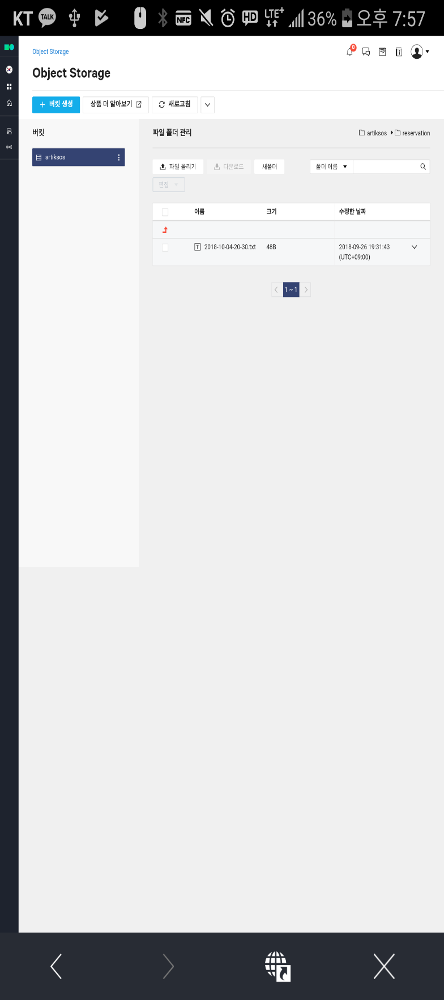 KT TALK NFC HD LTE+ 36% 오후 7:57
Object Storage
0
Object Storage
+ 버킷 생성
상품 더 알아보기
새로고침
버킷
파일 폴더 관리
artiksos
reservation
artiksos
파일 올리기
다운로드
새폴더
폴더 이름
편집
이름
크기
수정한 날짜
T 2018-10-04-20-30.txt
48B
2018-09-26 19:31:43
(UTC+09:00)
1 ~ 1